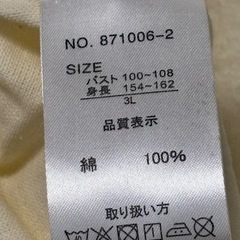 NO. 871006-2
SIZE
バスト 100~108
身長 154~162
3L
品質表示
綿 100%
取り扱い方